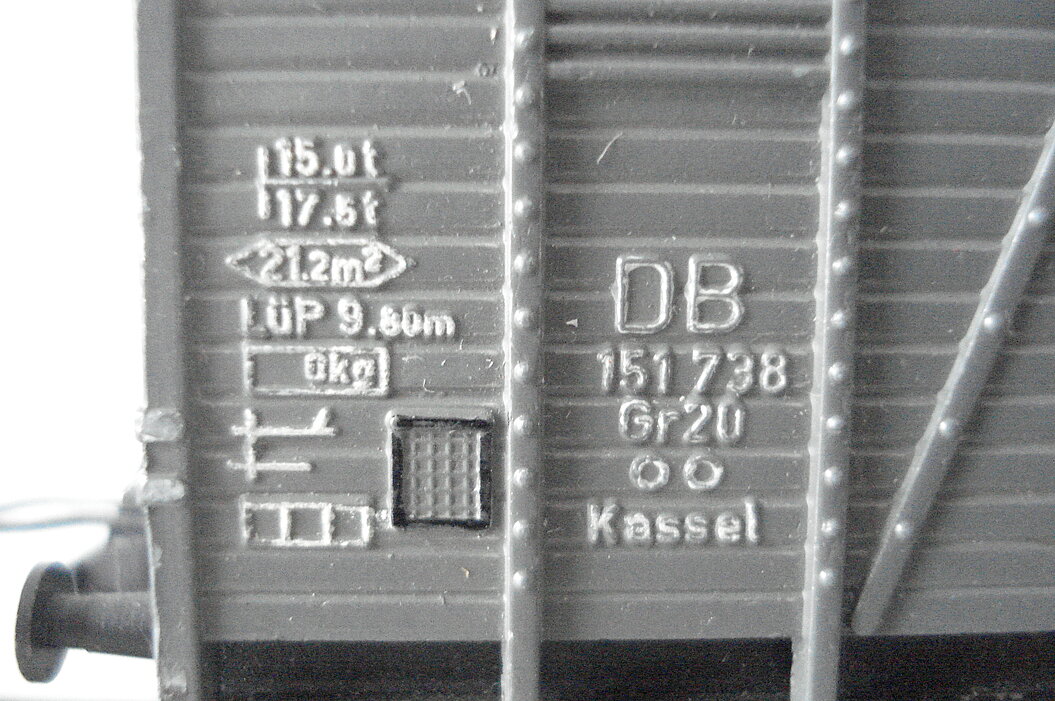 15.0t
17.5t
21.2m²
LüP 9.80m
0kg
DB
151 738
Gr20
Kassel